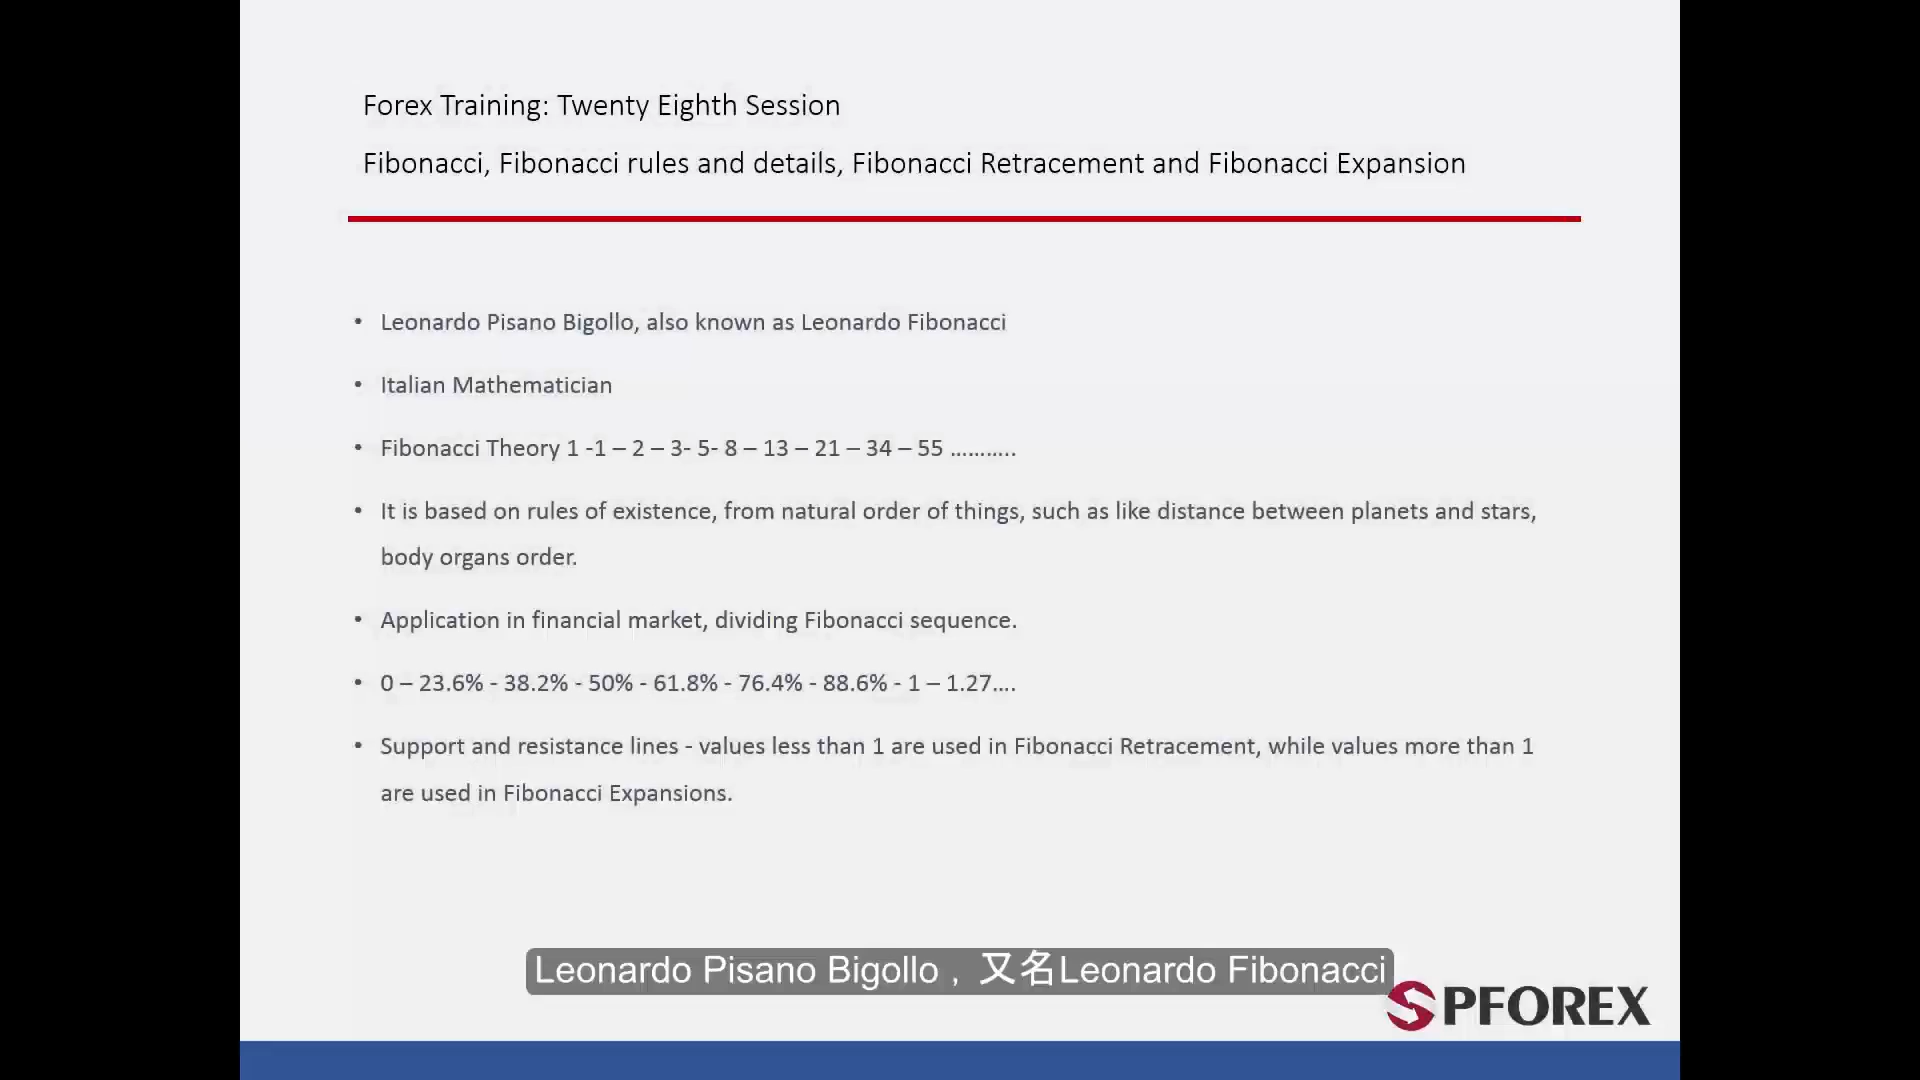 Forex Training: Twenty Eighth Session
Fibonacci, Fibonacci rules and details, Fibonacci Retracement and Fibonacci Expansion
• Leonardo Pisano Bigollo, also known as Leonardo Fibonacci
• Italian Mathematician
• Fibonacci Theory 1 -1 – 2 – 3- 5- 8 – 13 – 21 – 34 – 55 ………..
• It is based on rules of existence, from natural order of things, such as like distance between planets and stars,
body organs order.
• Application in financial market, dividing Fibonacci sequence.
• 0 – 23.6% - 38.2% - 50% - 61.8% - 76.4% - 88.6% - 1 – 1.27….
• Support and resistance lines - values less than 1 are used in Fibonacci Retracement, while values more than 1
are used in Fibonacci Expansions.
Leonardo Pisano Bigollo，又名Leonardo Fibonacci
PFOREX